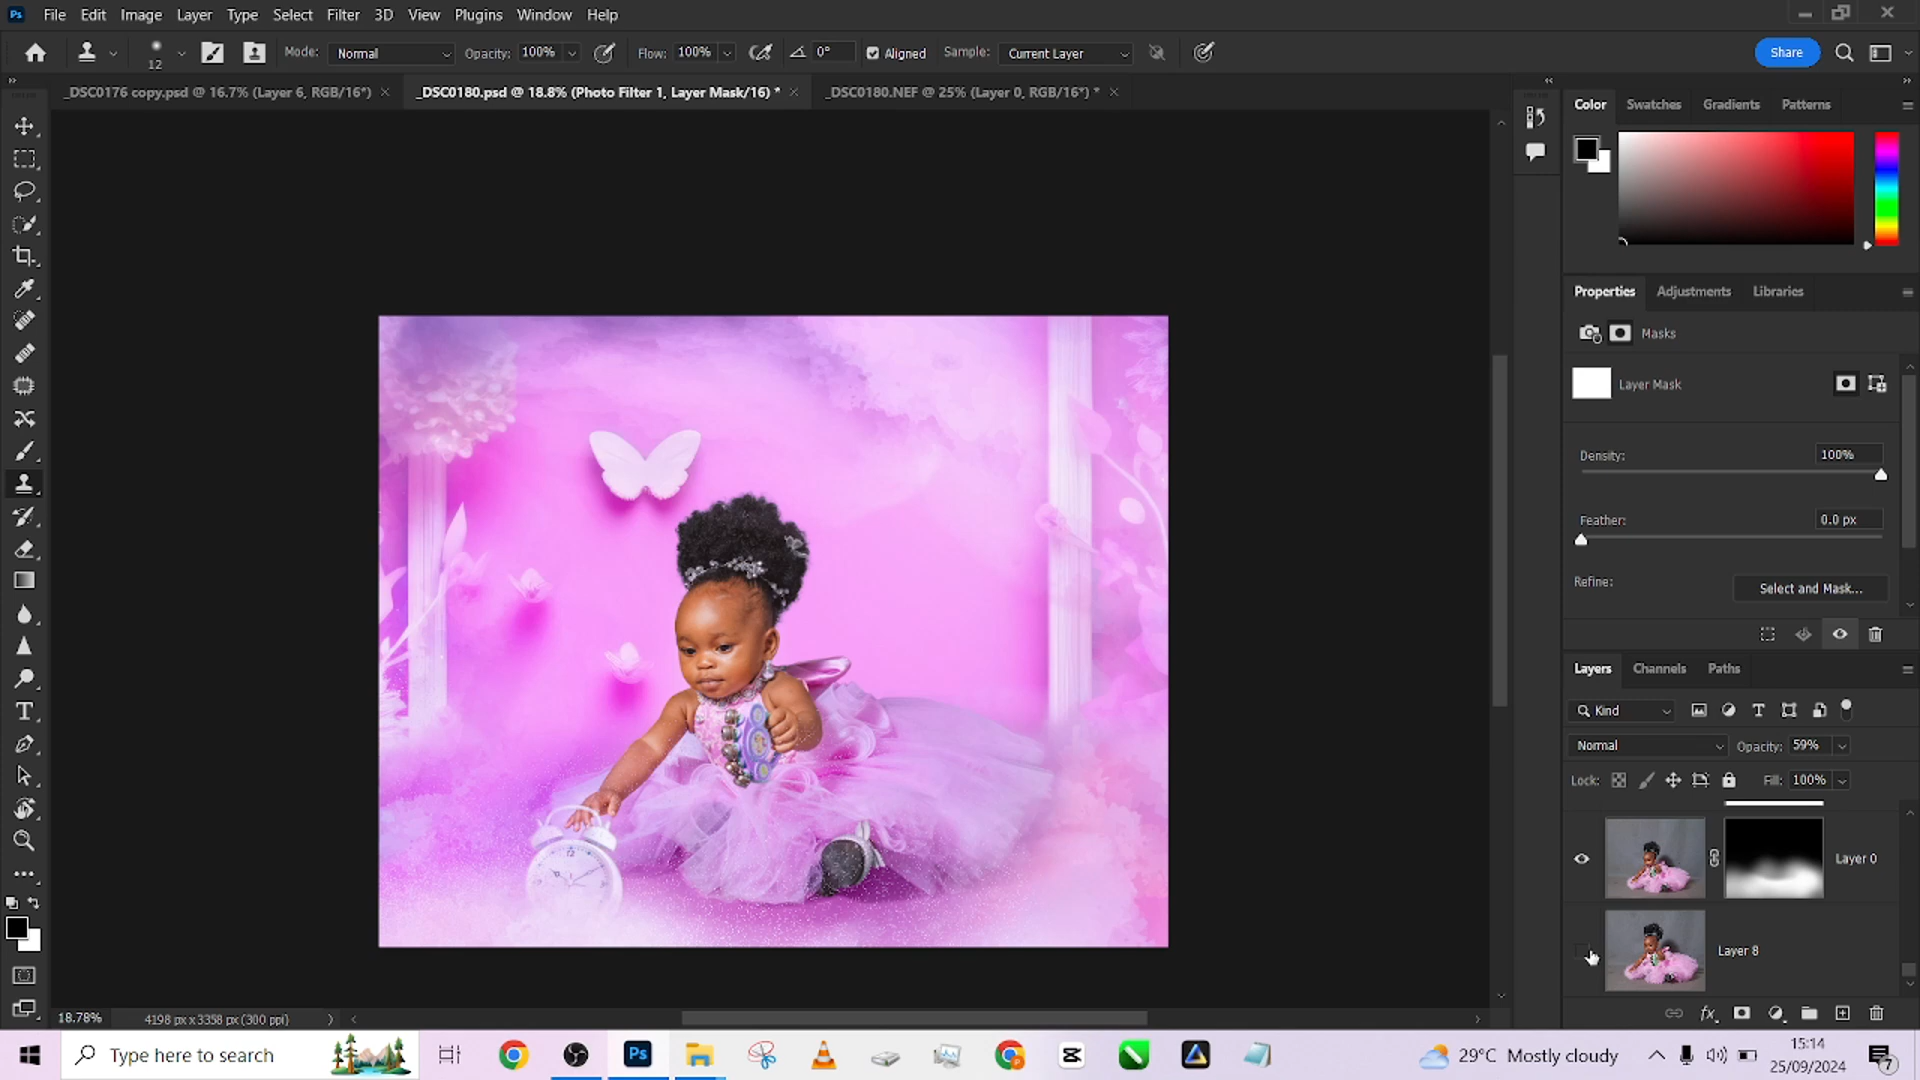 Ps File Edit Image Layer Type Select Filter 3D View Plugins Window Help
12 Mode: Normal Opacity: 100% Flow: 100% 0° Aligned Sample: Current Layer Share
_DSC0176 copy.psd @ 16.7% (Layer 6, RGB/16*) × _DSC0180.psd @ 18.8% (Photo Filter 1, Layer Mask/16) * × _DSC0180.NEF @ 25% (Layer 0, RGB/16*) * ×
Color Swatches Gradients Patterns
Properties Adjustments Libraries
Masks
Layer Mask
Density: 100%
Feather: 0.0 px
Refine: Select and Mask...
Layers Channels Paths
Kind
Normal Opacity: 59%
Lock: Fill: 100%
Layer 0
Layer 8
fx
18.78% 4198 px x 3358 px (300 ppi)
Type here to search
Ps
29°C Mostly cloudy
15:14
25/09/2024
7